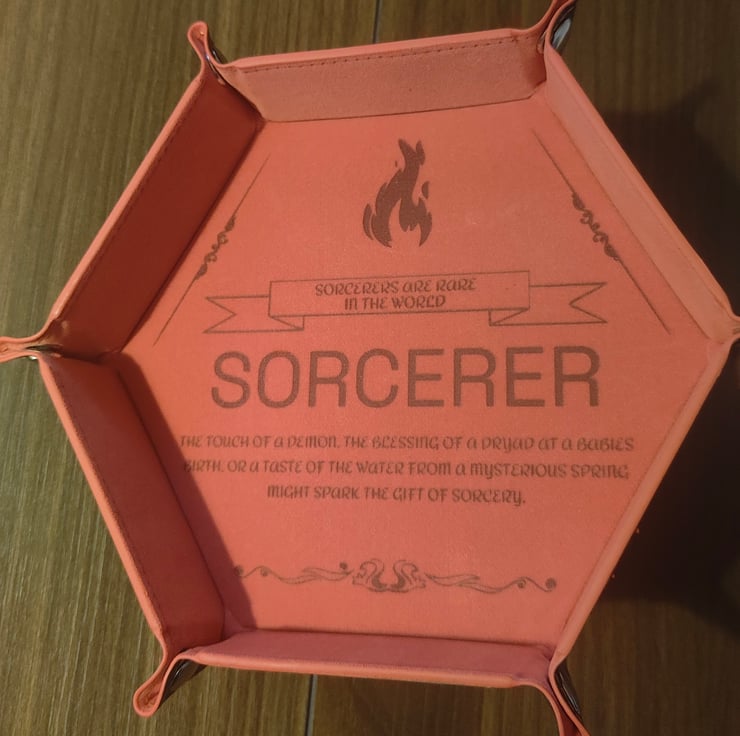 SORCERERS ARE RARE
IN THE WORLD
SORCERER
THE TOUCH OF A DEMON, THE BLESSING OF A DRYAD AT A BABIES
BIRTH, OR A TASTE OF THE WATER FROM A MYSTERIOUS SPRING
MIGHT SPARK THE GIFT OF SORCERY.